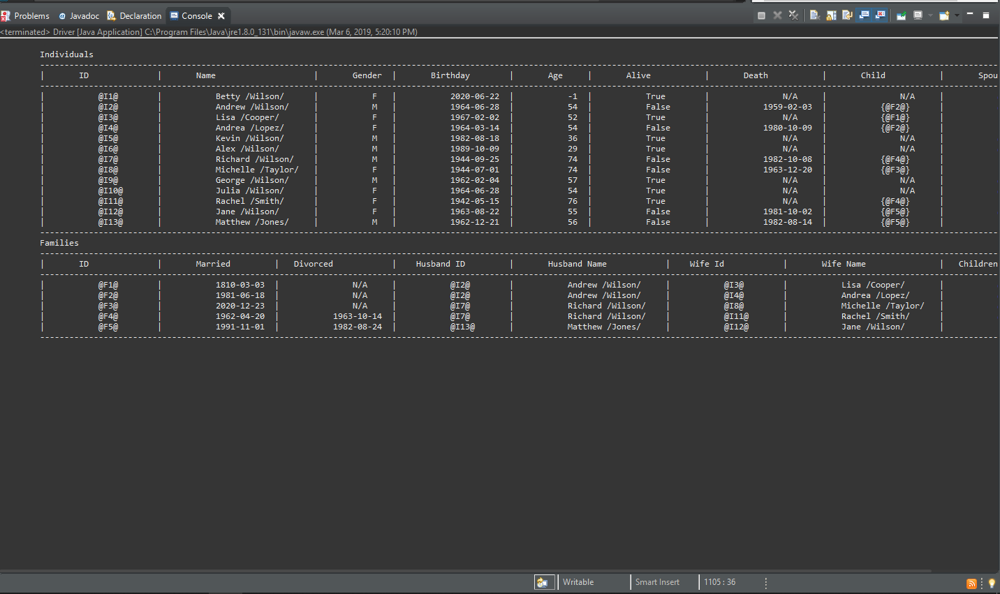 Problems @ Javadoc Declaration Console
<terminated> Driver [Java Application] C:\Program Files\Java\jre1.8.0_131\bin\javaw.exe (Mar 6, 2019, 5:20:10 PM)
Individuals
--------------------------------------------------------------------------------
| ID | Name | Gender | Birthday | Age | Alive | Death | Child | Spou
--------------------------------------------------------------------------------
| @I1@ | Betty /Wilson/ | F | 2020-06-22 | -1 | True | N/A | N/A |
| @I2@ | Andrew /Wilson/ | M | 1964-06-28 | 54 | False | 1959-02-03 | {@F2@} |
| @I3@ | Lisa /Cooper/ | F | 1967-02-02 | 52 | True | N/A | {@F1@} |
| @I4@ | Andrea /Lopez/ | F | 1964-03-14 | 54 | False | 1980-10-09 | {@F2@} |
| @I5@ | Kevin /Wilson/ | M | 1982-08-18 | 36 | True | N/A | N/A |
| @I6@ | Alex /Wilson/ | M | 1989-10-09 | 29 | True | N/A | N/A |
| @I7@ | Richard /Wilson/ | M | 1944-09-25 | 74 | False | 1982-10-08 | {@F4@} |
| @I8@ | Michelle /Taylor/ | F | 1944-07-01 | 74 | False | 1963-12-20 | {@F3@} |
| @I9@ | George /Wilson/ | M | 1962-02-04 | 57 | True | N/A | N/A |
| @I10@ | Julia /Wilson/ | F | 1964-06-28 | 54 | True | N/A | N/A |
| @I11@ | Rachel /Smith/ | F | 1942-05-15 | 76 | True | N/A | {@F4@} |
| @I12@ | Jane /Wilson/ | F | 1963-08-22 | 55 | False | 1981-10-02 | {@F5@} |
| @I13@ | Matthew /Jones/ | M | 1962-12-21 | 56 | False | 1982-08-14 | {@F5@} |
--------------------------------------------------------------------------------
Families
--------------------------------------------------------------------------------
| ID | Married | Divorced | Husband ID | Husband Name | Wife Id | Wife Name | Children
--------------------------------------------------------------------------------
| @F1@ | 1810-03-03 | N/A | @I2@ | Andrew /Wilson/ | @I3@ | Lisa /Cooper/ |
| @F2@ | 1981-06-18 | N/A | @I2@ | Andrew /Wilson/ | @I4@ | Andrea /Lopez/ |
| @F3@ | 2020-12-23 | N/A | @I7@ | Richard /Wilson/ | @I8@ | Michelle /Taylor/ |
| @F4@ | 1962-04-20 | 1963-10-14 | @I7@ | Richard /Wilson/ | @I11@ | Rachel /Smith/ |
| @F5@ | 1991-11-01 | 1982-08-24 | @I13@ | Matthew /Jones/ | @I12@ | Jane /Wilson/ |
--------------------------------------------------------------------------------
Writable Smart Insert 1105 : 36